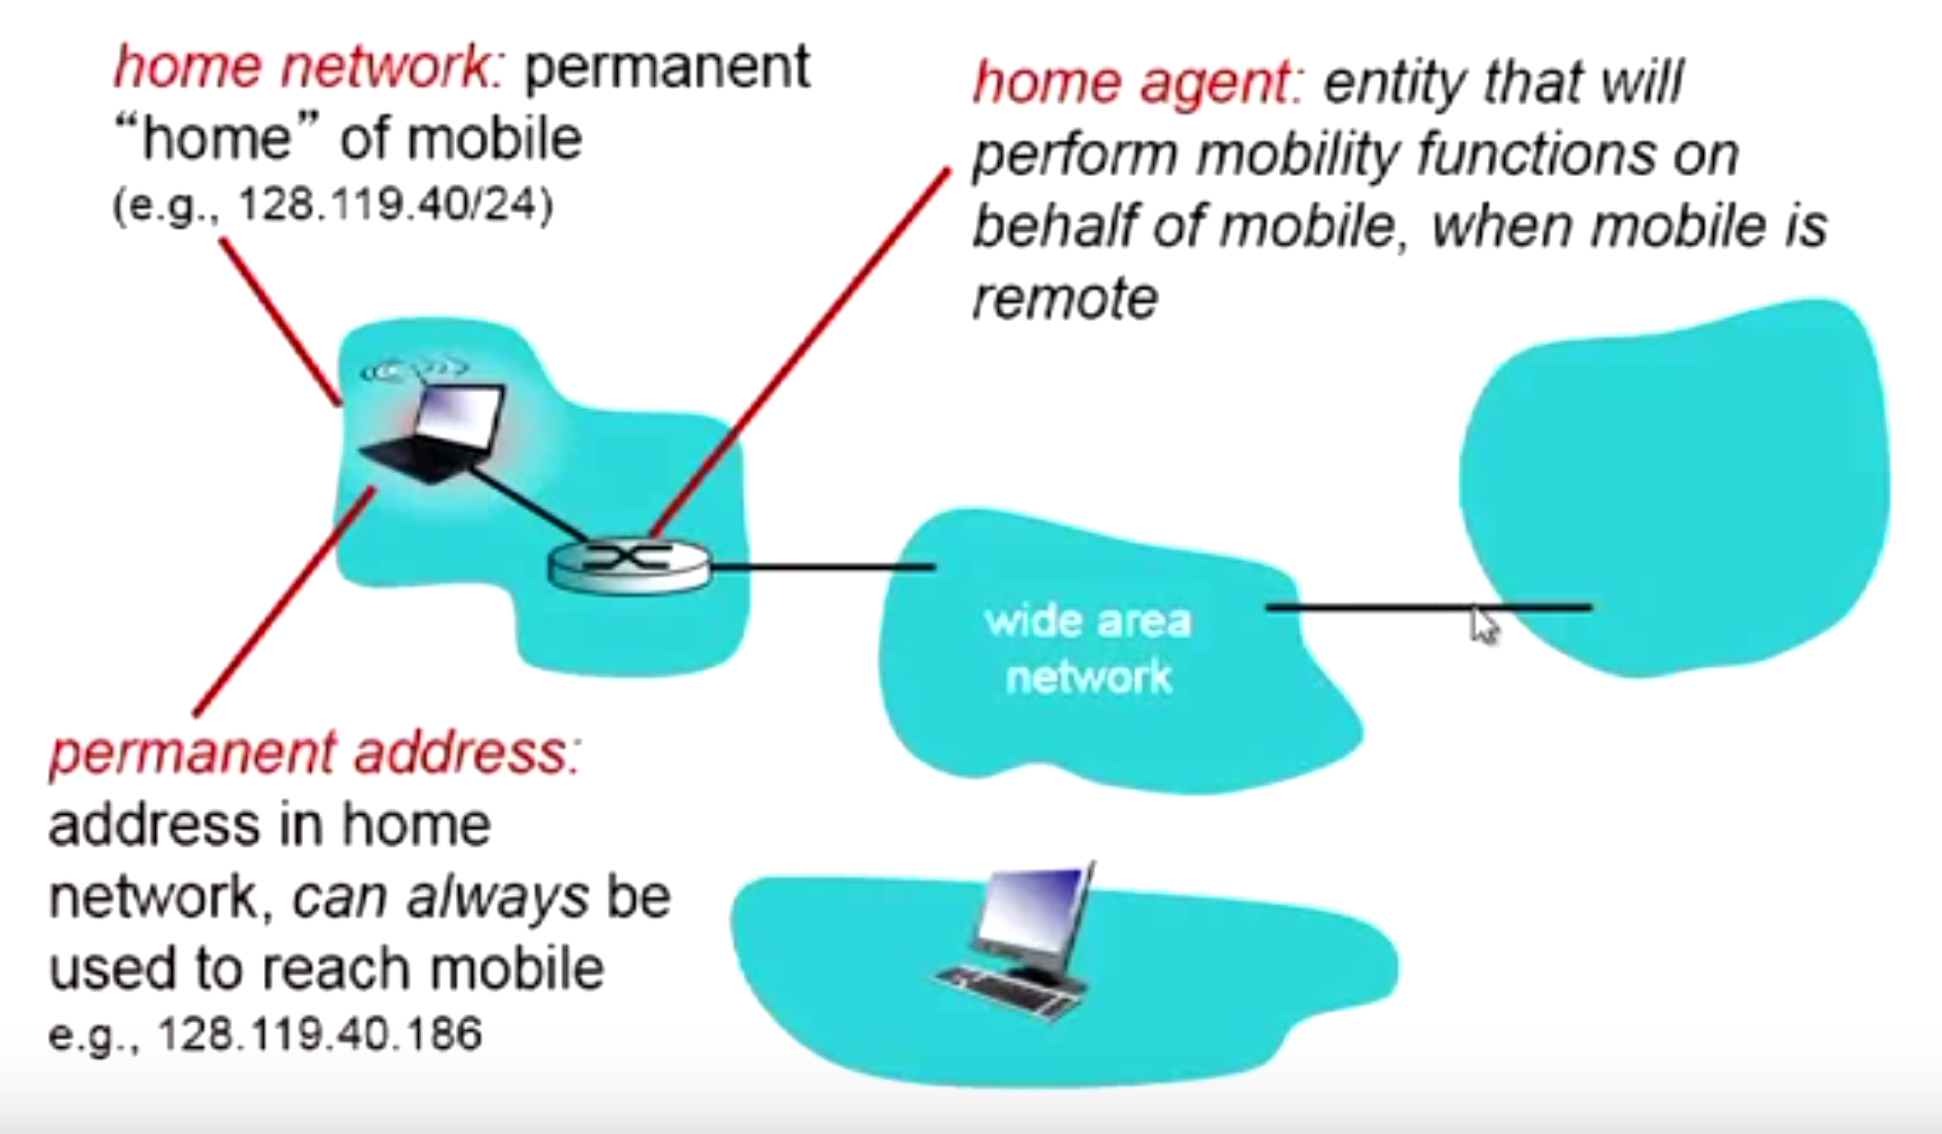 home network: permanent
“home” of mobile
(e.g., 128.119.40/24)
home agent: entity that will
perform mobility functions on
behalf of mobile, when mobile is
remote
wide area
network
permanent address:
address in home
network, can always be
used to reach mobile
e.g., 128.119.40.186